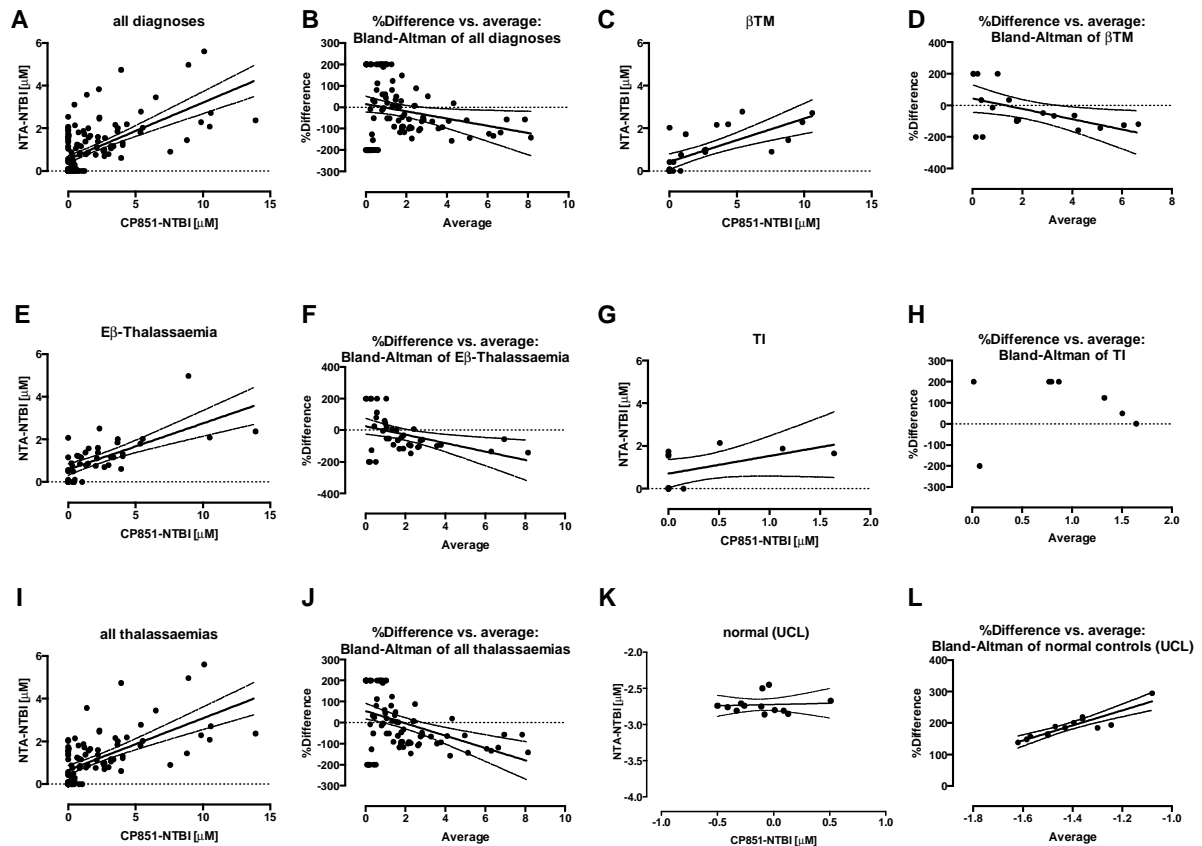 A
all diagnoses
6
4
2
0
NTA-NTBI [µM]
0 5 10 15
CP851-NTBI [µM]
B
%Difference vs. average:
Bland-Altman of all diagnoses
300
200
100
0
-100
-200
-300
%Difference
0 2 4 6 8 10
Average
C
βTM
6
4
2
0
NTA-NTBI [µM]
0 5 10 15
CP851-NTBI [µM]
D
%Difference vs. average:
Bland-Altman of βTM
400
200
0
-200
-400
%Difference
0 2 4 6 8
Average
E
Eβ-Thalassaemia
6
4
2
0
NTA-NTBI [µM]
0 5 10 15
CP851-NTBI [µM]
F
%Difference vs. average:
Bland-Altman of Eβ-Thalassaemia
400
200
0
-200
400
%Difference
0 2 4 6 8 10
Average
G
TI
6
4
2
0
NTA-NTBI [µM]
0.0 0.5 1.0 1.5 2.0
CP851-NTBI [µM]
H
%Difference vs. average:
Bland-Altman of TI
300
200
100
0
-100
-200
-300
%Difference
0.0 0.5 1.0 1.5 2.0
Average
I
all thalassaemias
6
4
2
0
NTA-NTBI [µM]
0 5 10 15
CP851-NTBI [µM]
J
%Difference vs. average:
Bland-Altman of all thalassaemias
300
200
100
0
-100
-200
-300
%Difference
0 2 4 6 8 10
Average
K
normal (UCL)
-2.0
-2.5
-3.0
-3.5
-4.0
NTA-NTBI [µM]
-1.0 -0.5 0.0 0.5 1.0
CP851-NTBI [µM]
L
%Difference vs. average:
Bland-Altman of normal controls (UCL)
400
300
200
100
0
%Difference
-1.8 -1.6 -1.4 -1.2 -1.0
Average